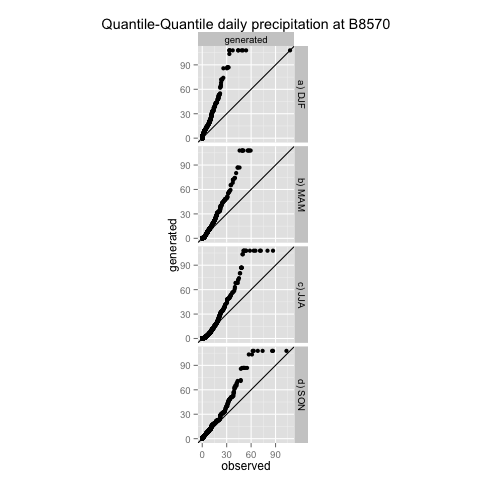 Quantile-Quantile daily precipitation at B8570
generated
90
60
30
0
a) DJF
90
60
30
0
b) MAM
90
60
30
0
c) JJA
90
60
30
0
d) SON
generated
0 30 60 90
observed